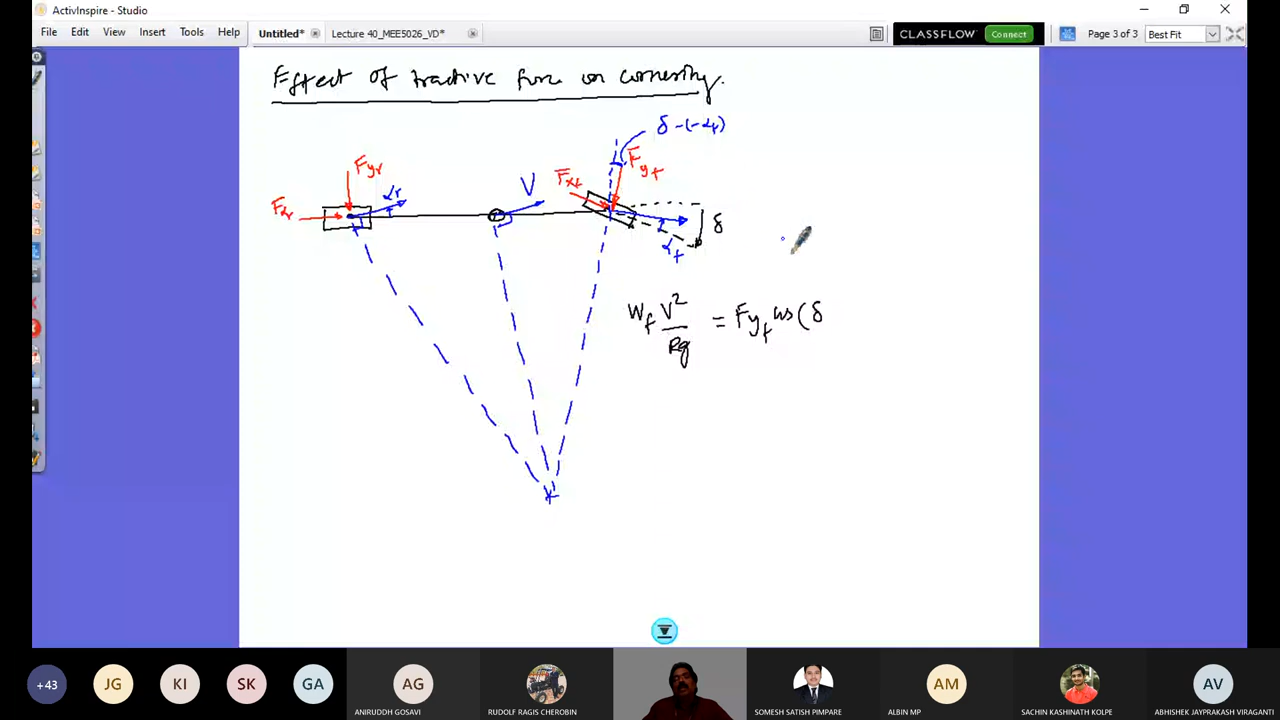 ActivInspire - Studio
File Edit View Insert Tools Help
Untitled* Lecture 40_MEE5026_VD*
CLASSFLOW Connect
Page 3 of 3 Best Fit
Effect of tractive force on cornering.
δ-(-αf)
Fyr
Fyf
Fxf
αr
V
Fxr
δ
αf
Wf V²/Rg = Fyf cos(δ
+43 JG KI SK GA AG AM AV
ANIRUDDH GOSAVI RUDOLF RAGIS CHEROBIN SOMESH SATISH PIMPARE ALBIN MP SACHIN KASHINATH KOLPE ABHISHEK JAYPRAKASH VIRAGANTI